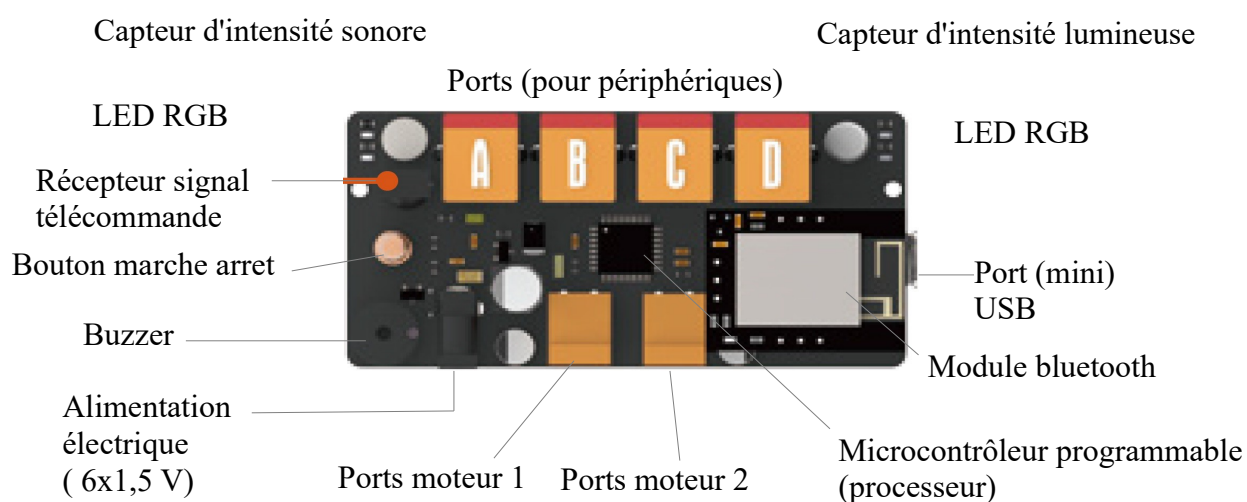 Capteur d'intensité sonore
Capteur d'intensité lumineuse
Ports (pour périphériques)
LED RGB
LED RGB
A B C D
Récepteur signal
télécommande
Bouton marche arret
Port (mini)
USB
Buzzer
Module bluetooth
Alimentation
électrique
( 6x1,5 V)
Ports moteur 1
Ports moteur 2
Microcontrôleur programmable
(processeur)